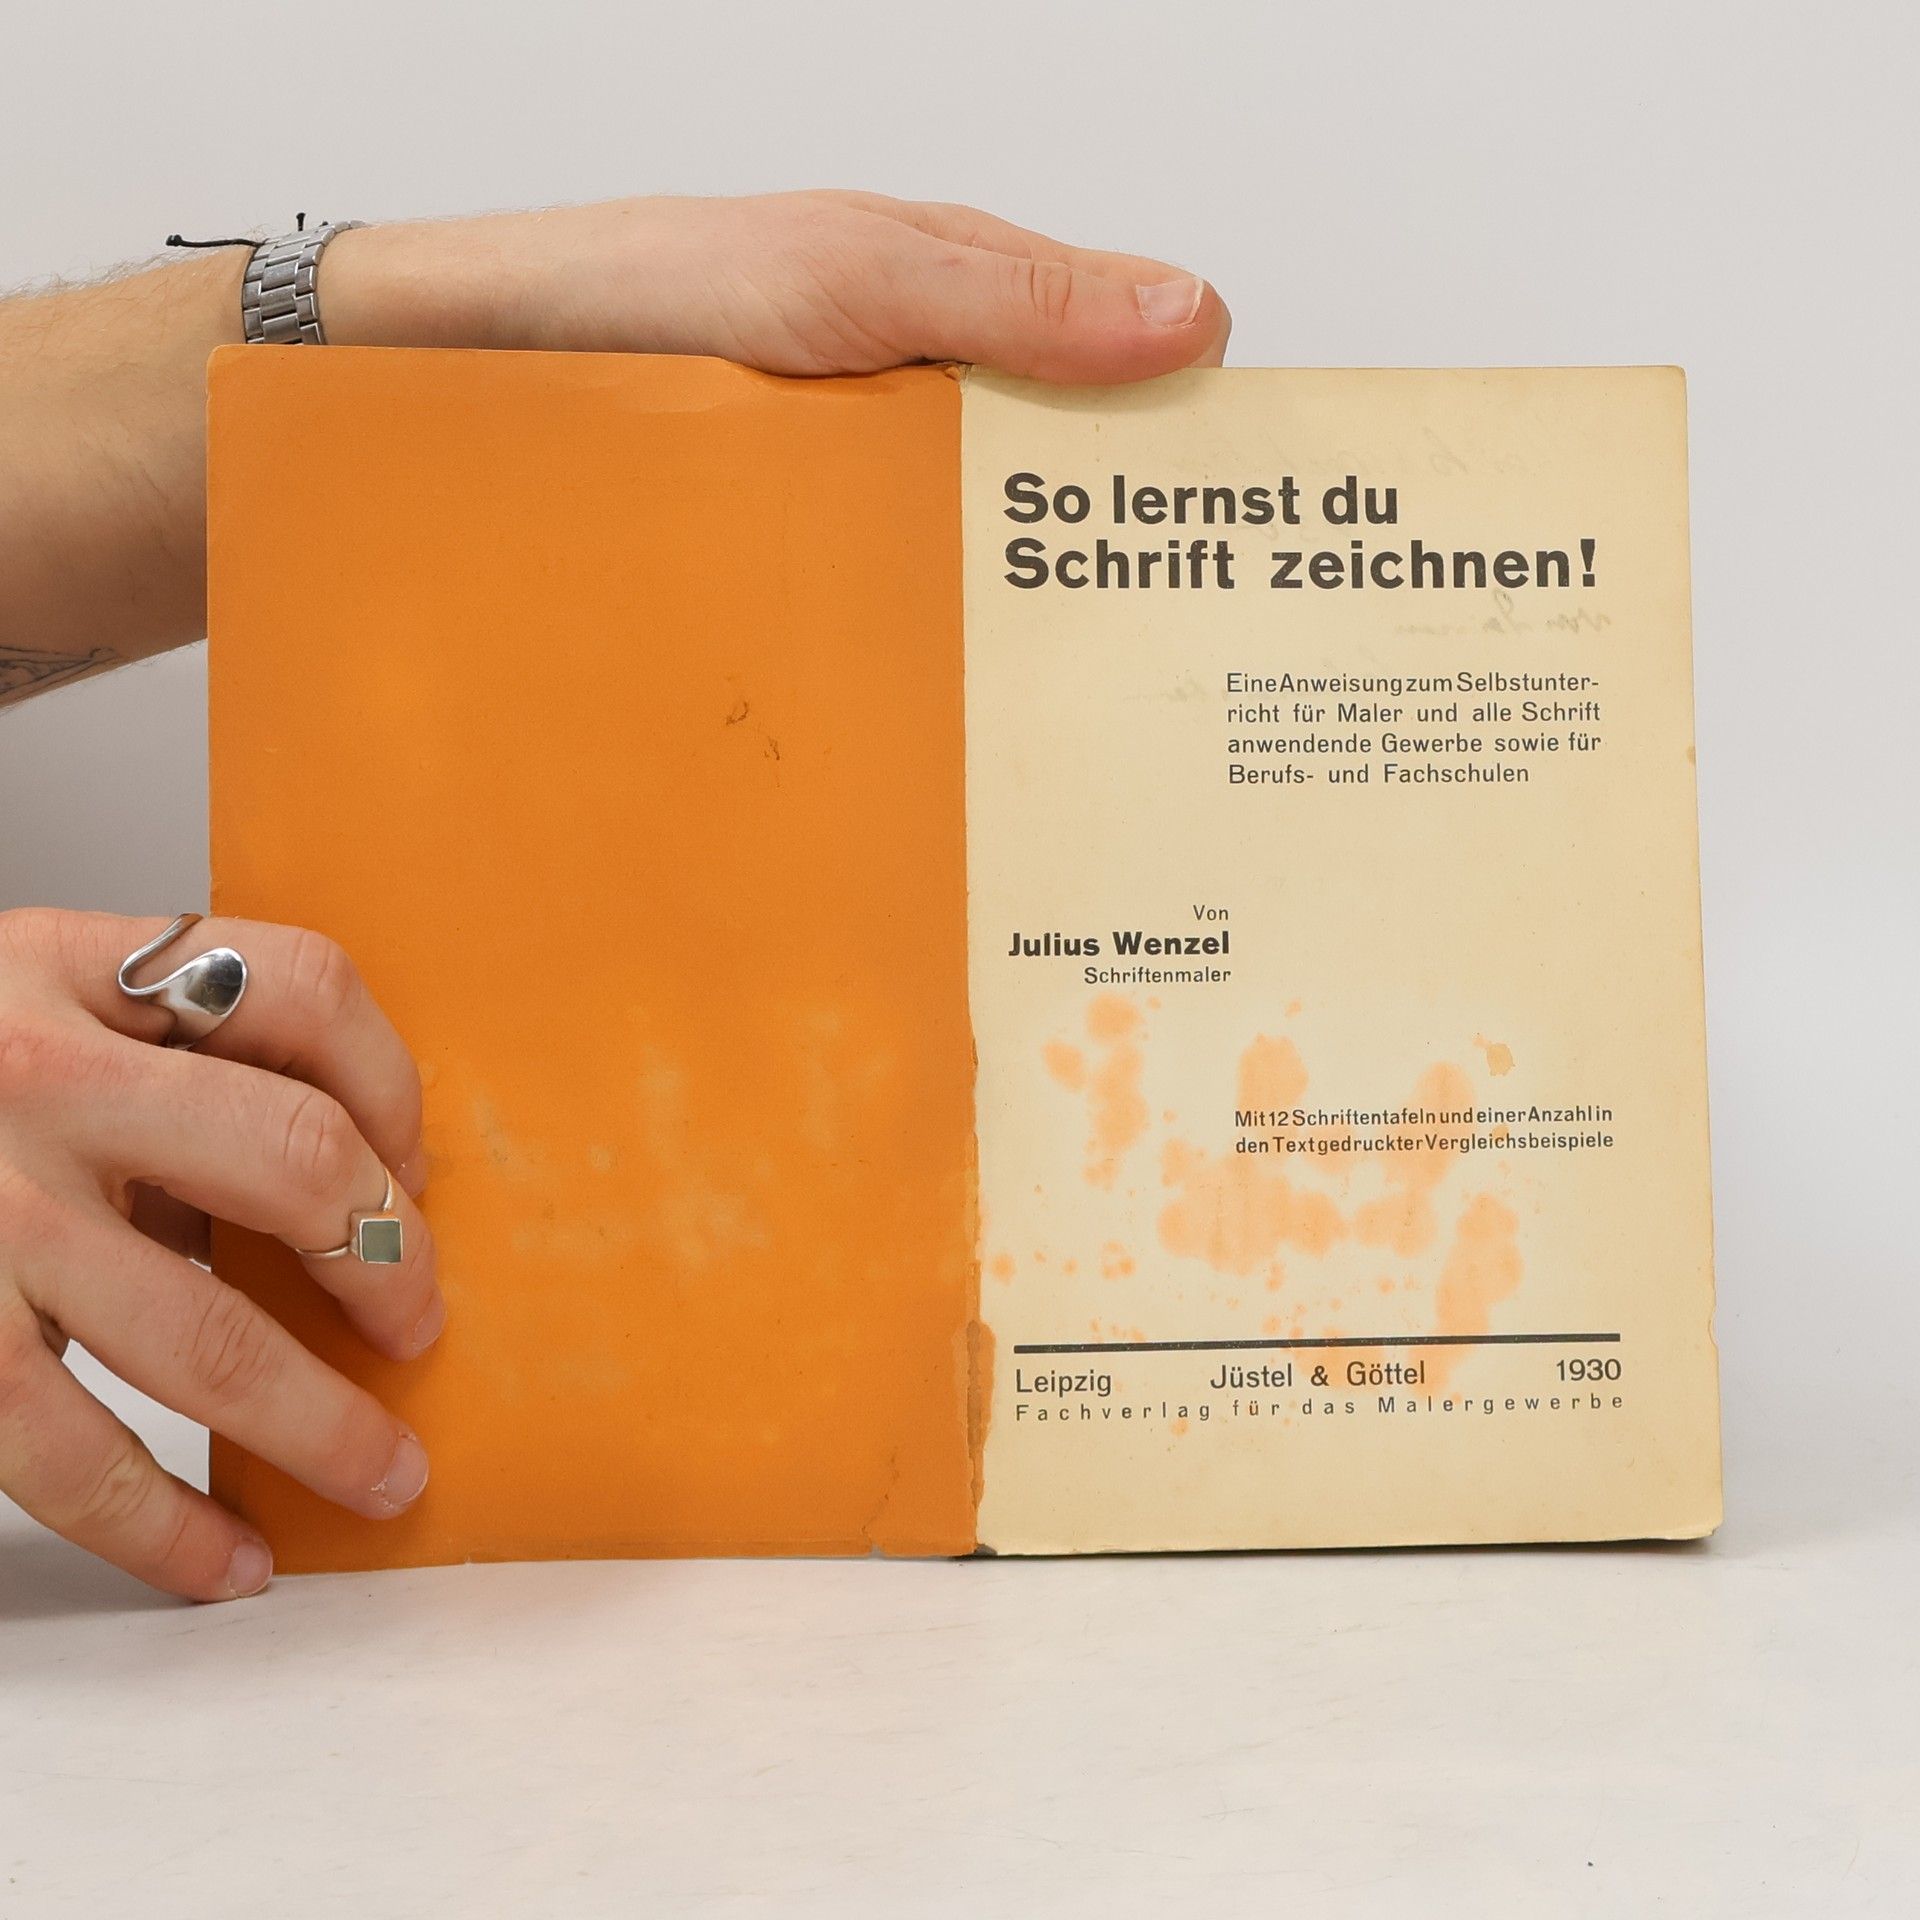 So lernst du
Schrift zeichnen!
Eine Anweisung zum Selbstunter-
richt für Maler und alle Schrift
anwendende Gewerbe sowie für
Berufs- und Fachschulen
Von
Julius Wenzel
Schriftenmaler
Mit 12 Schriftentafeln und einer Anzahl in
den Text gedruckter Vergleichsbeispiele
Leipzig Jüstel & Göttel 1930
Fachverlag für das Malergewerbe